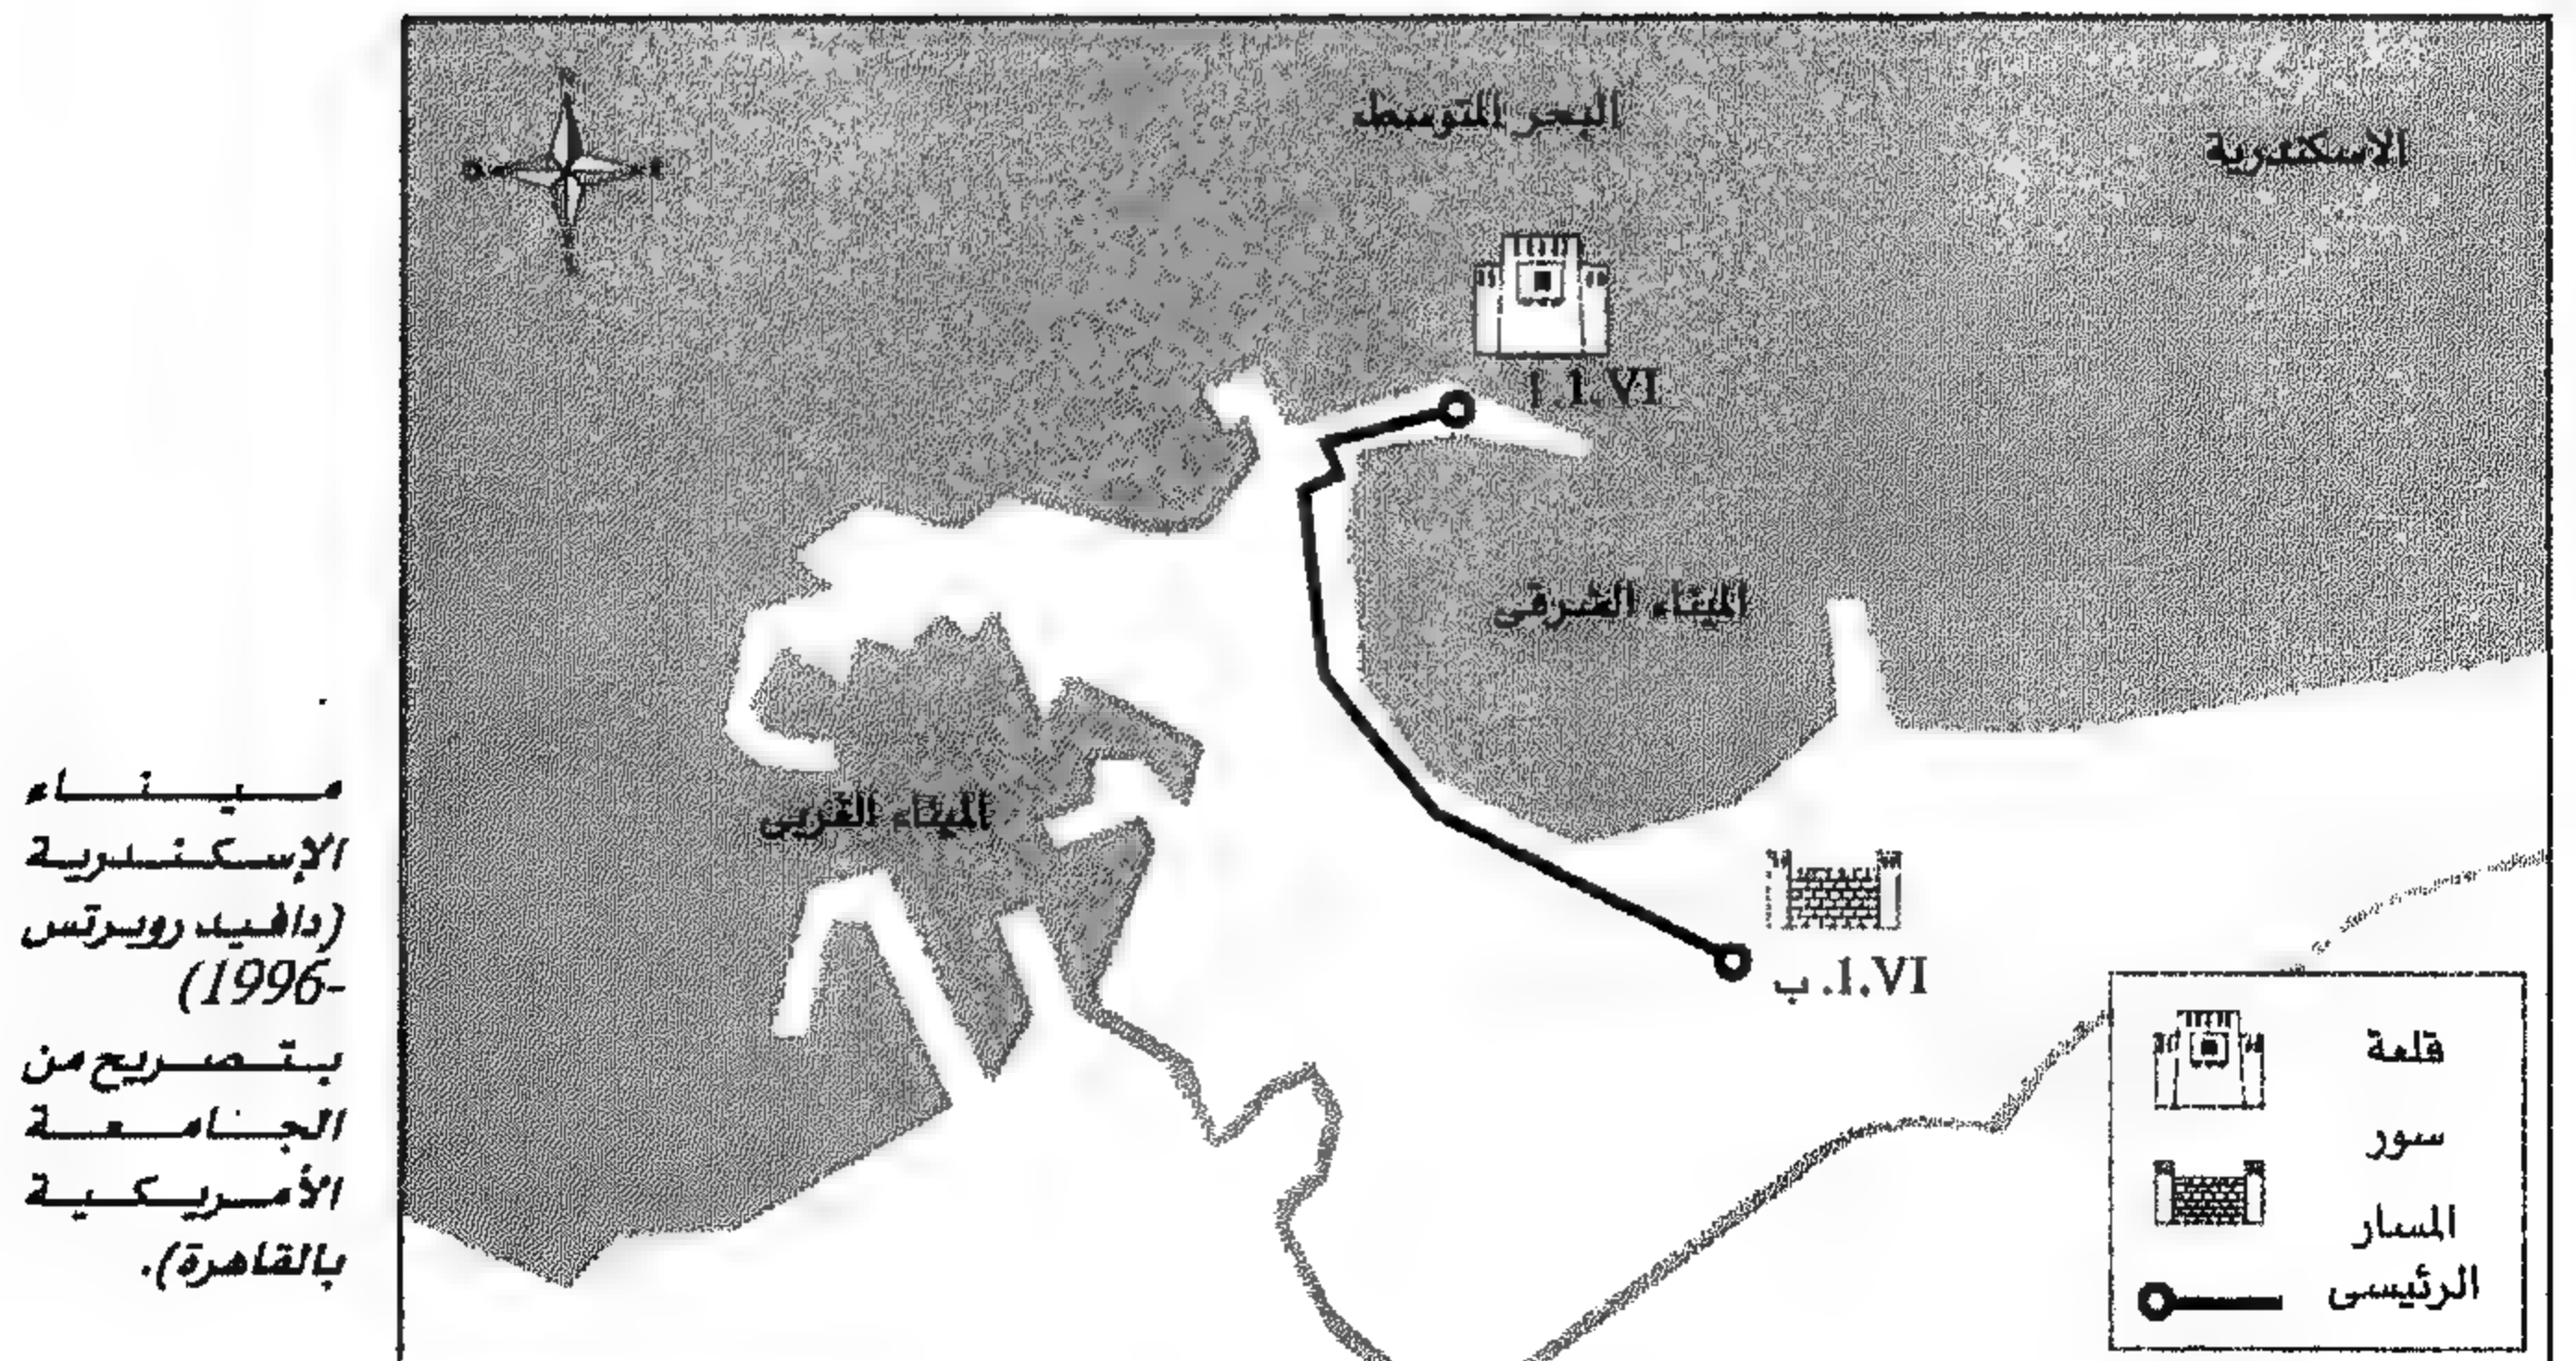 البحر المتوسط
الاسكندرية
1.1.VI
الميناء الشرقى
الميناء الغربى
ب .1.VI
قلعة
سور
المسار
الرئيسى
ميناء
الإسكندرية
(دافيد روبرتس
(1996-
بتصريح من
الجامعة
الأمريكية
بالقاهرة).